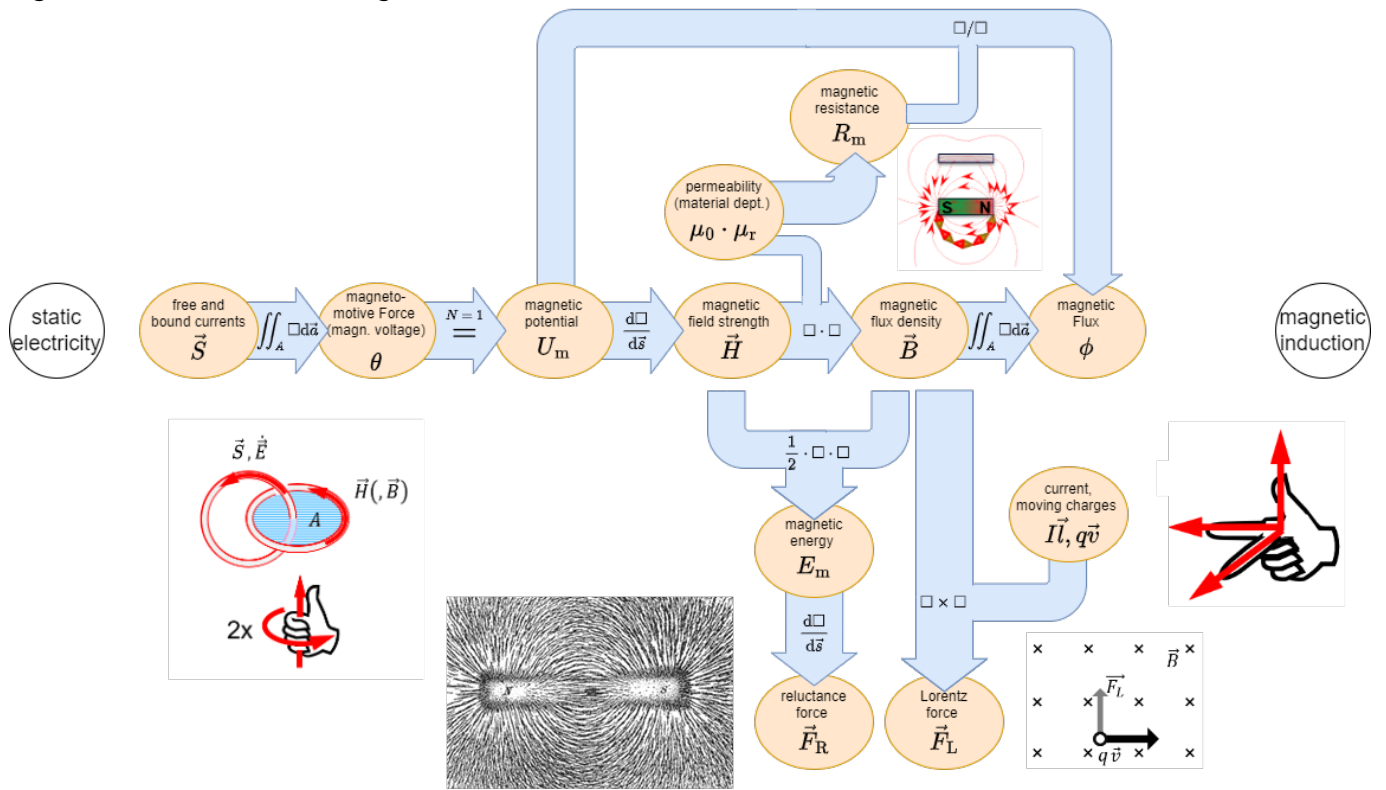 □/□
magnetic
resistance
R_m
permeability
(material dept.)
μ_0 · μ_r
S N
static
electricity
free and
bound currents
S⃗
∬_A □da⃗
magneto-
motive Force
(magn. voltage)
θ
N = 1
=
magnetic
potential
U_m
d□
ds⃗
magnetic
field strength
H⃗
□ · □
magnetic
flux density
B⃗
∬_A □da⃗
magnetic
Flux
ϕ
magnetic
induction
S⃗, Ė⃗
H⃗(, B⃗)
A
2x
1/2 · □ · □
magnetic
energy
E_m
d□
ds⃗
reluctance
force
F⃗_R
current,
moving charges
Il⃗, qv⃗
□ × □
Lorentz
force
F⃗_L
N S
× × × × B⃗
× × × ×
F_L⃗
× × × ×
q v⃗